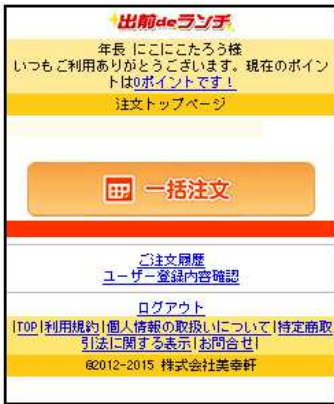 出前deランチ
年長 にこにこたろう様
いつもご利用ありがとうございます。現在のポイン
トは0ポイントです！
注文トップページ
一括注文
ご注文履歴
ユーザー登録内容確認
ログアウト
|TOP|利用規約|個人情報の取扱いについて|特定商取
引法に関する表示|お問合せ|
©2012-2015 株式会社美幸軒